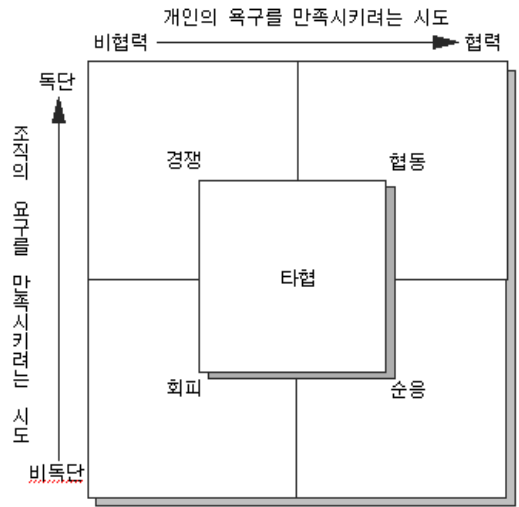 개인의 욕구를 만족시키려는 시도
비협력
협력
독단
조직의 요구를 만족시키려는 시도
경쟁
협동
타협
회피
순응
비독단